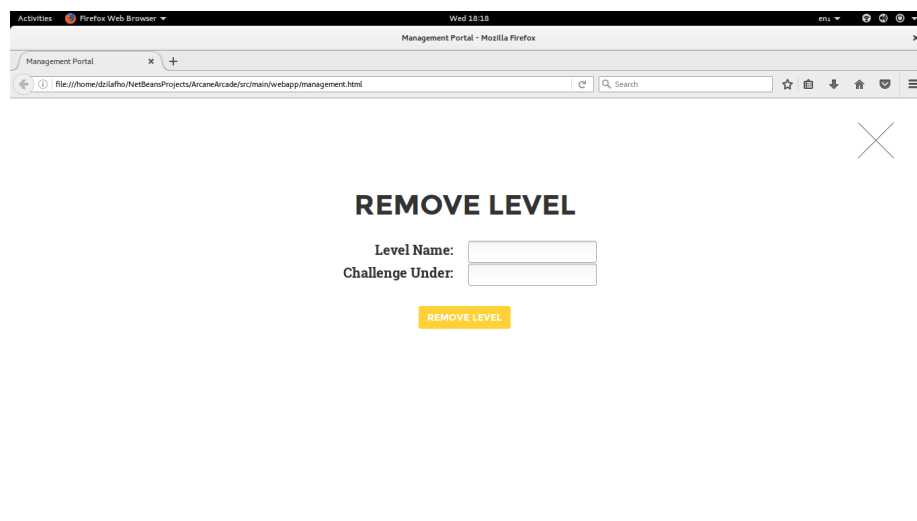 Activities Firefox Web Browser Wed 18:18 en₁
Management Portal - Mozilla Firefox
Management Portal
file:///home/dzilafho/NetBeansProjects/ArcaneArcade/src/main/webapp/management.html Search
REMOVE LEVEL
Level Name:
Challenge Under:
REMOVE LEVEL